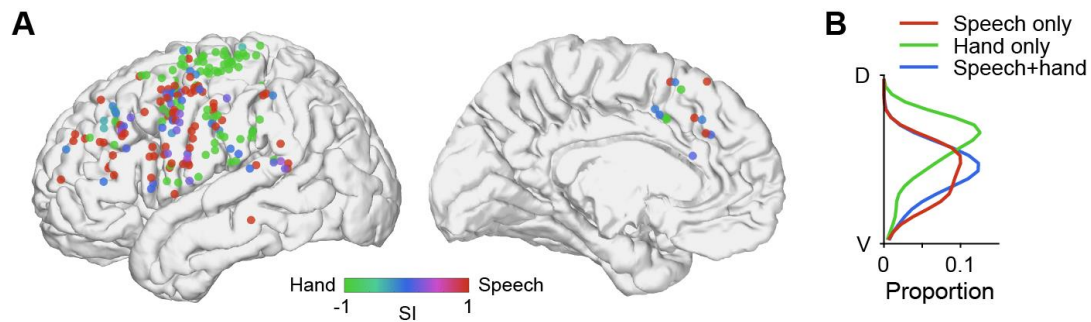 A
Hand
Speech
-1
1
SI
B
Speech only
Hand only
Speech+hand
D
V
0
0.1
Proportion